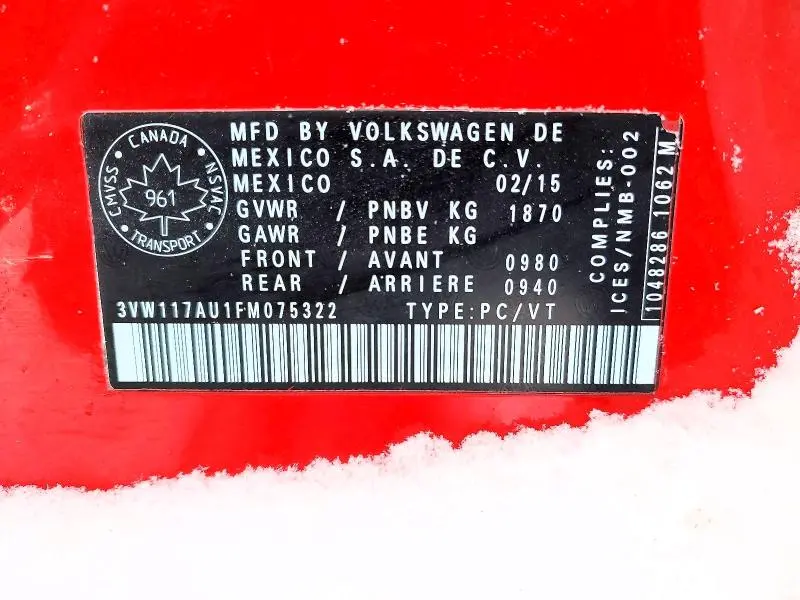 CANADA
CMVSS
NSVAC
961
TRANSPORT
MFD BY VOLKSWAGEN DE
MEXICO S.A. DE C.V.
MEXICO 02/15
GVWR / PNBV KG 1870
GAWR / PNBE KG
FRONT / AVANT 0980
REAR / ARRIERE 0940
3VW117AU1FM075322 TYPE:PC/VT
COMPLIES:
ICES/NMB-002
1048286 1062 M